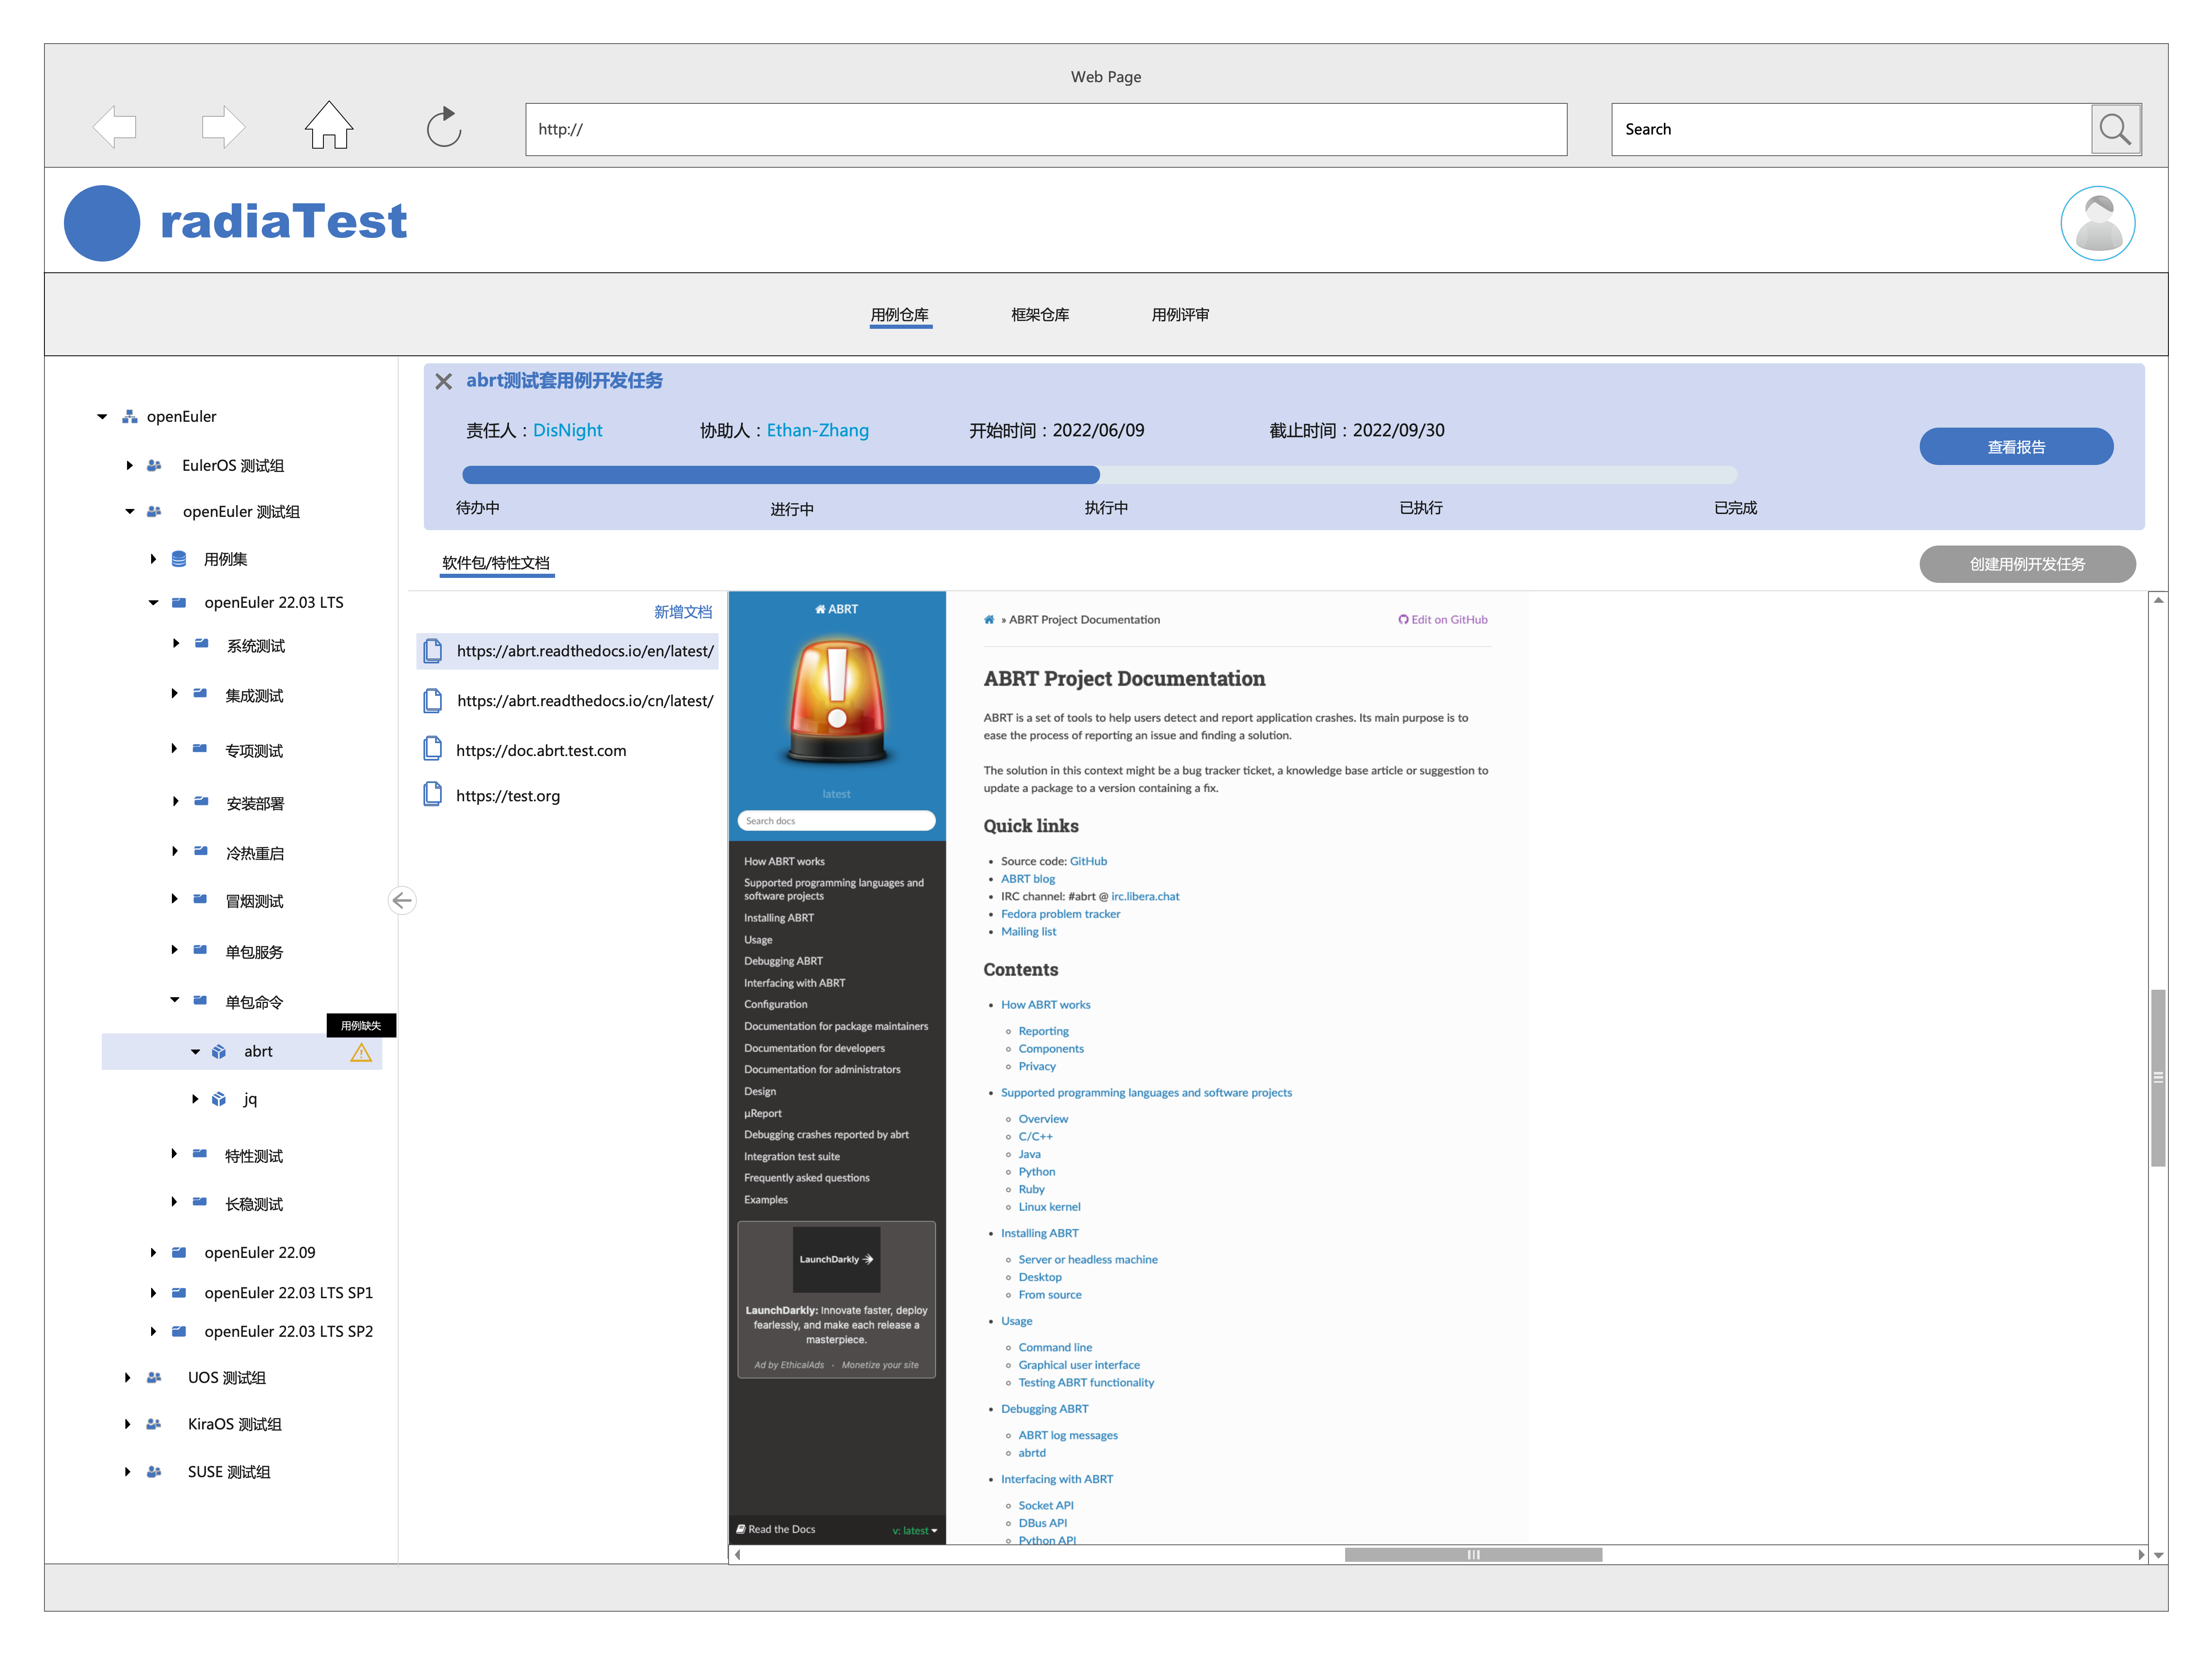 Web Page
http://
Search
radiaTest
用例仓库
框架仓库
用例评审
openEuler
EulerOS 测试组
openEuler 测试组
用例集
openEuler 22.03 LTS
系统测试
集成测试
专项测试
安装部署
冷热重启
冒烟测试
单包服务
单包命令
用例缺失
abrt
jq
特性测试
长稳测试
openEuler 22.09
openEuler 22.03 LTS SP1
openEuler 22.03 LTS SP2
UOS 测试组
KiraOS 测试组
SUSE 测试组
abrt测试套用例开发任务
责任人：DisNight
协助人：Ethan-Zhang
开始时间：2022/06/09
截止时间：2022/09/30
查看报告
待办中
进行中
执行中
已执行
已完成
软件包/特性文档
创建用例开发任务
新增文档
https://abrt.readthedocs.io/en/latest/
https://abrt.readthedocs.io/cn/latest/
https://doc.abrt.test.com
https://test.org
ABRT
latest
Search docs
How ABRT works
Supported programming languages and
software projects
Installing ABRT
Usage
Debugging ABRT
Interfacing with ABRT
Configuration
Documentation for package maintainers
Documentation for developers
Documentation for administrators
Design
µReport
Debugging crashes reported by abrt
Integration test suite
Frequently asked questions
Examples
LaunchDarkly
LaunchDarkly: Innovate faster, deploy
fearlessly, and make each release a
masterpiece.
Ad by EthicalAds · Monetize your site
Read the Docs
v: latest
» ABRT Project Documentation
Edit on GitHub
ABRT Project Documentation
ABRT is a set of tools to help users detect and report application crashes. Its main purpose is to
ease the process of reporting an issue and finding a solution.
The solution in this context might be a bug tracker ticket, a knowledge base article or suggestion to
update a package to a version containing a fix.
Quick links
Source code: GitHub
ABRT blog
IRC channel: #abrt @ irc.libera.chat
Fedora problem tracker
Mailing list
Contents
How ABRT works
Reporting
Components
Privacy
Supported programming languages and software projects
Overview
C/C++
Java
Python
Ruby
Linux kernel
Installing ABRT
Server or headless machine
Desktop
From source
Usage
Command line
Graphical user interface
Testing ABRT functionality
Debugging ABRT
ABRT log messages
abrtd
Interfacing with ABRT
Socket API
DBus API
Python API